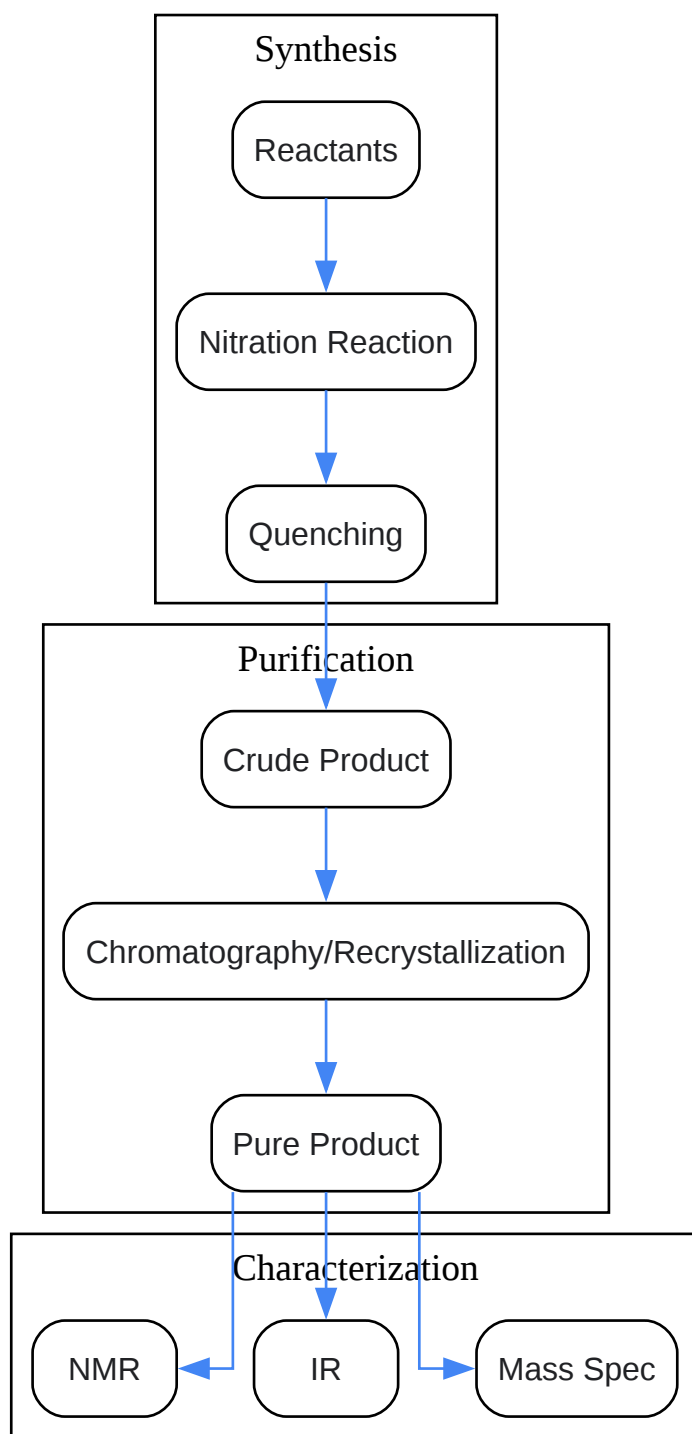 Synthesis
Reactants
Nitration Reaction
Quenching
Purification
Crude Product
Chromatography/Recrystallization
Pure Product
Characterization
NMR
IR
Mass Spec